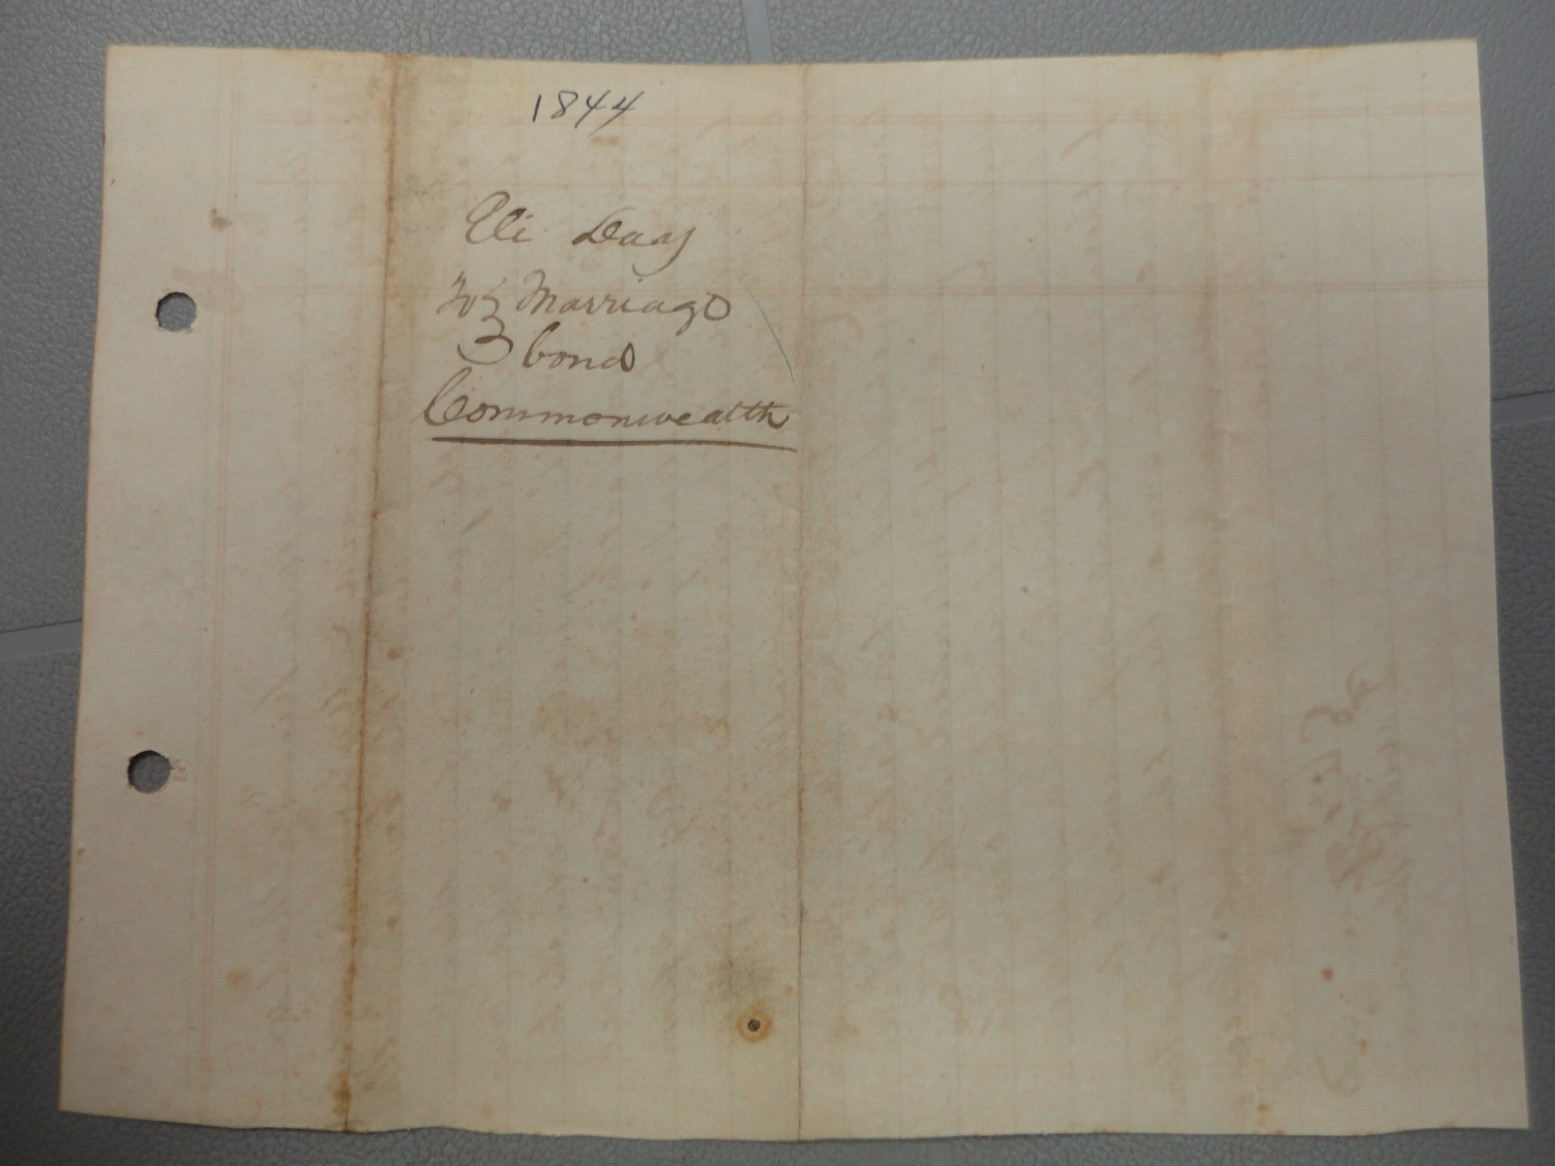 1844
Eli Day
To } Marriage
} bond
Commonwealth